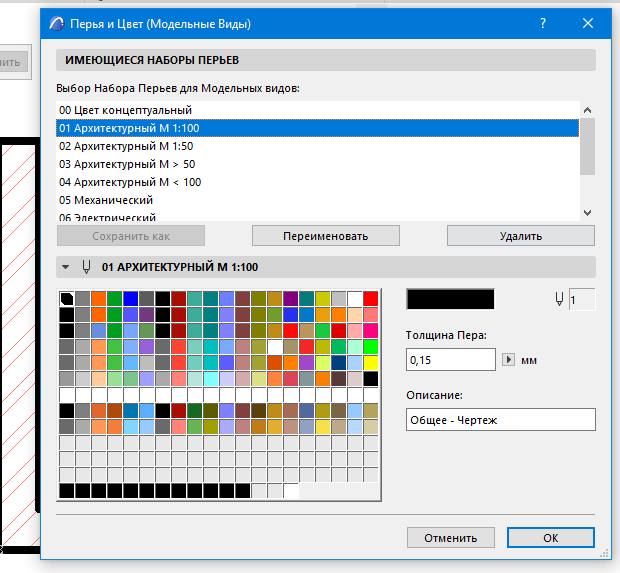 Перья и Цвет (Модельные Виды)
?
нить
ИМЕЮЩИЕСЯ НАБОРЫ ПЕРЬЕВ
Выбор Набора Перьев для Модельных видов:
00 Цвет концептуальный
01 Архитектурный М 1:100
02 Архитектурный М 1:50
03 Архитектурный М > 50
04 Архитектурный М < 100
05 Механический
06 Электрический
Сохранить как
Переименовать
Удалить
01 АРХИТЕКТУРНЫЙ М 1:100
1
Толщина Пера:
0,15
мм
Описание:
Общее - Чертеж
Отменить
ОК